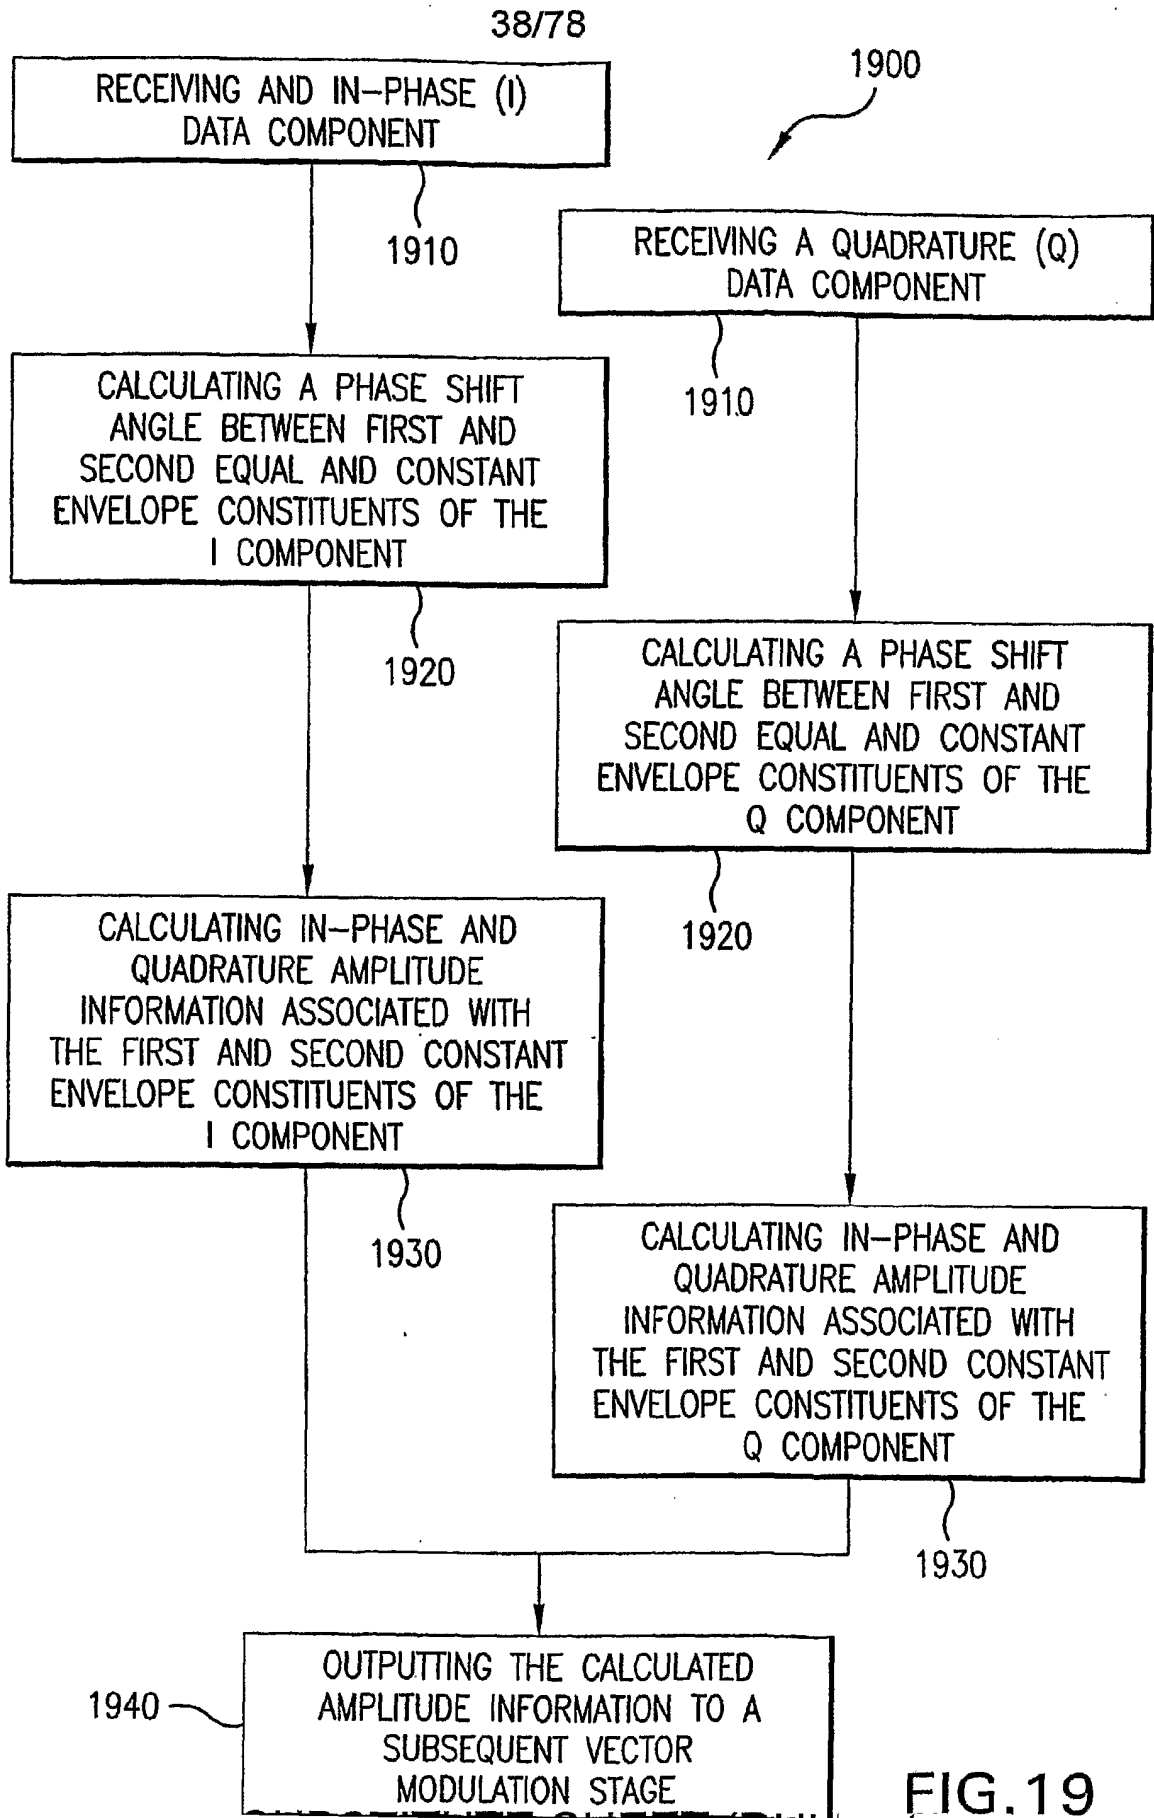 38/78
1900
RECEIVING AND IN-PHASE (I)
DATA COMPONENT
1910
RECEIVING A QUADRATURE (Q)
DATA COMPONENT
1910
CALCULATING A PHASE SHIFT
ANGLE BETWEEN FIRST AND
SECOND EQUAL AND CONSTANT
ENVELOPE CONSTITUENTS OF THE
I COMPONENT
1920
CALCULATING A PHASE SHIFT
ANGLE BETWEEN FIRST AND
SECOND EQUAL AND CONSTANT
ENVELOPE CONSTITUENTS OF THE
Q COMPONENT
1920
CALCULATING IN-PHASE AND
QUADRATURE AMPLITUDE
INFORMATION ASSOCIATED WITH
THE FIRST AND SECOND CONSTANT
ENVELOPE CONSTITUENTS OF THE
I COMPONENT
1930
CALCULATING IN-PHASE AND
QUADRATURE AMPLITUDE
INFORMATION ASSOCIATED WITH
THE FIRST AND SECOND CONSTANT
ENVELOPE CONSTITUENTS OF THE
Q COMPONENT
1930
1940
OUTPUTTING THE CALCULATED
AMPLITUDE INFORMATION TO A
SUBSEQUENT VECTOR
MODULATION STAGE
FIG.19